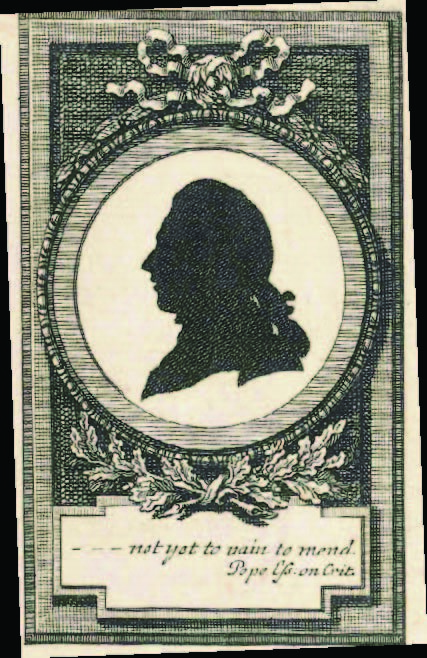 --- not yet to vain to mend.
Pope Ess. on Crit.